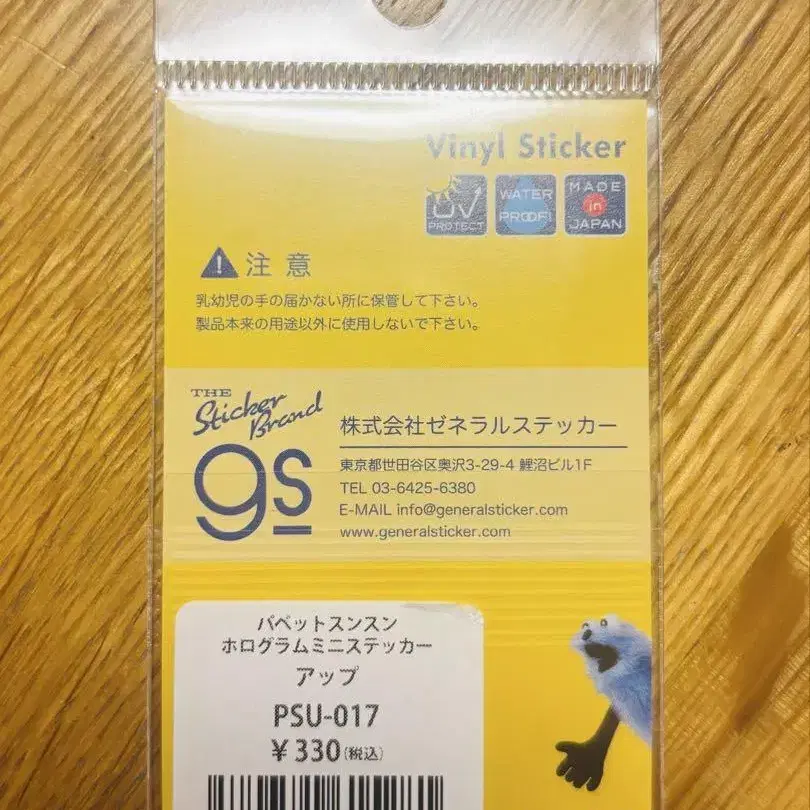 Vinyl Sticker
UV PROTECT
WATER PROOF!
MADE in JAPAN
注意
乳幼児の手の届かない所に保管して下さい。
製品本来の用途以外に使用しないで下さい。
THE
Sticker
Brand
gs
株式会社ゼネラルステッカー
東京都世田谷区奥沢3-29-4 鯉沼ビル1F
TEL 03-6425-6380
E-MAIL info@generalsticker.com
www.generalsticker.com
パペットスンスン
ホログラムミニステッカー
アップ
PSU-017
¥330(税込)